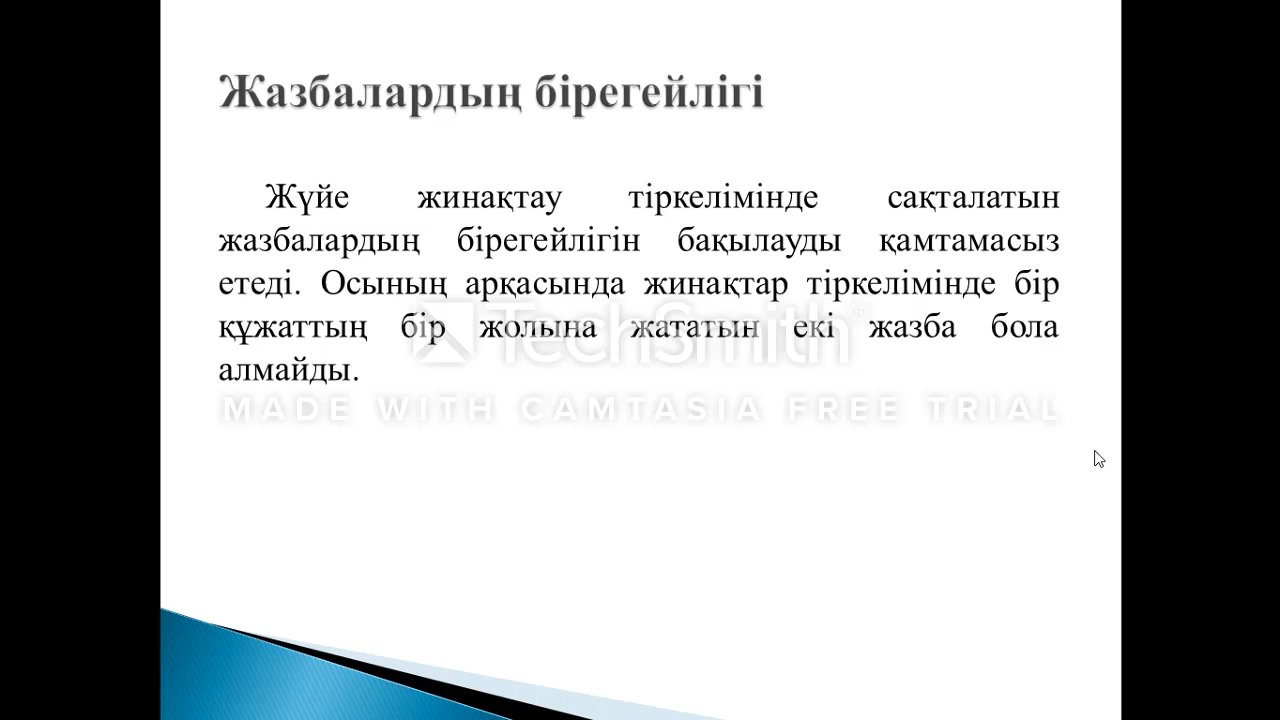 Жазбалардың бірегейлігі
Жүйе жинақтау тіркелімінде сақталатын
жазбалардың бірегейлігін бақылауды қамтамасыз
етеді. Осының арқасында жинақтар тіркелімінде бір
құжаттың бір жолына жататын екі жазба бола
алмайды.
TechSmith®
MADE WITH CAMTASIA FREE TRIAL